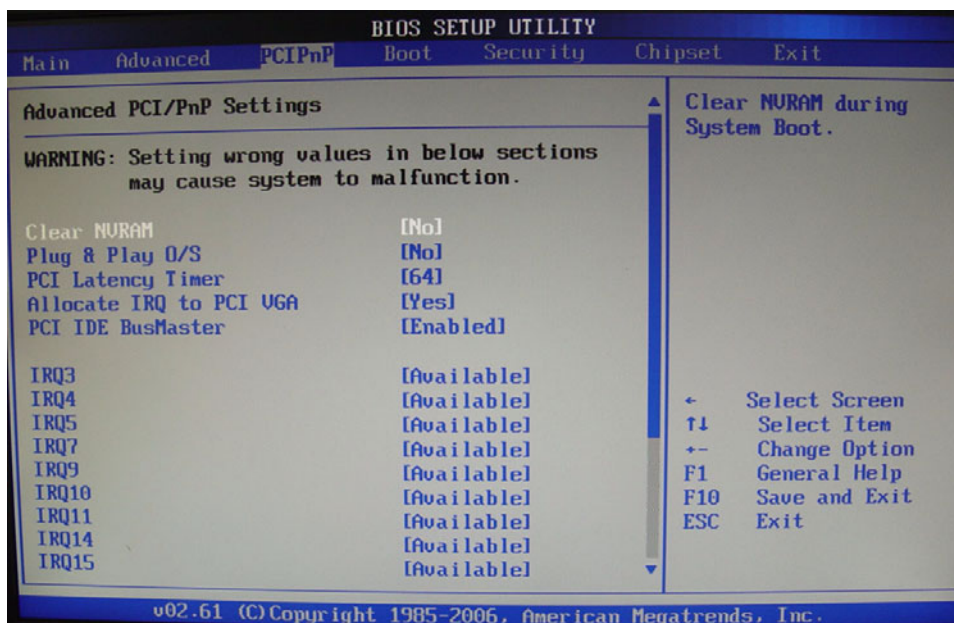 BIOS SETUP UTILITY
Main Advanced PCIPnP Boot Security Chipset Exit
Advanced PCI/PnP Settings
WARNING: Setting wrong values in below sections
may cause system to malfunction.
Clear NVRAM [No]
Plug & Play O/S [No]
PCI Latency Timer [64]
Allocate IRQ to PCI VGA [Yes]
PCI IDE BusMaster [Enabled]
IRQ3 [Available]
IRQ4 [Available]
IRQ5 [Available]
IRQ7 [Available]
IRQ9 [Available]
IRQ10 [Available]
IRQ11 [Available]
IRQ14 [Available]
IRQ15 [Available]
Clear NVRAM during
System Boot.
← Select Screen
↑↓ Select Item
+- Change Option
F1 General Help
F10 Save and Exit
ESC Exit
v02.61 (C)Copyright 1985-2006, American Megatrends, Inc.